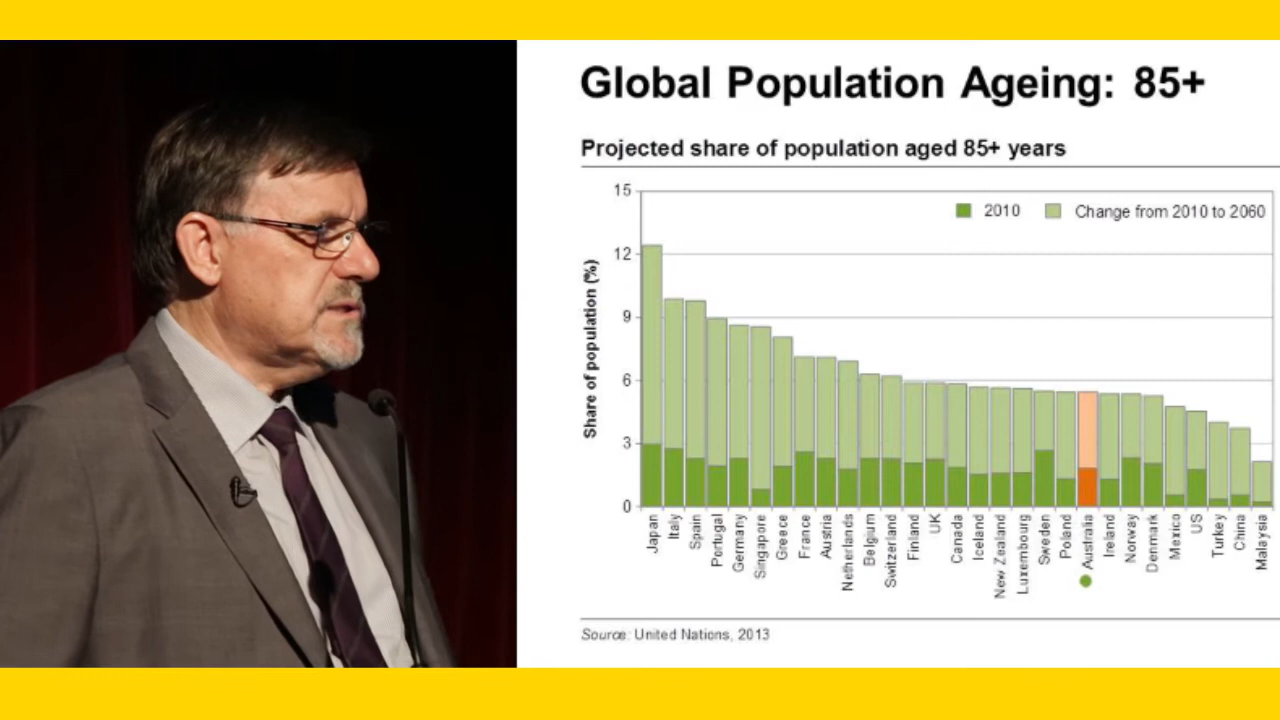 Global Population Ageing: 85+
Projected share of population aged 85+ years
15
12
9
6
3
0
Share of population (%)
2010
Change from 2010 to 2060
Japan
Italy
Spain
Portugal
Germany
Singapore
Greece
France
Austria
Netherlands
Belgium
Switzerland
Finland
UK
Canada
Iceland
New Zealand
Luxembourg
Sweden
Poland
Australia
Ireland
Norway
Denmark
Mexico
US
Turkey
China
Malaysia
Source: United Nations, 2013